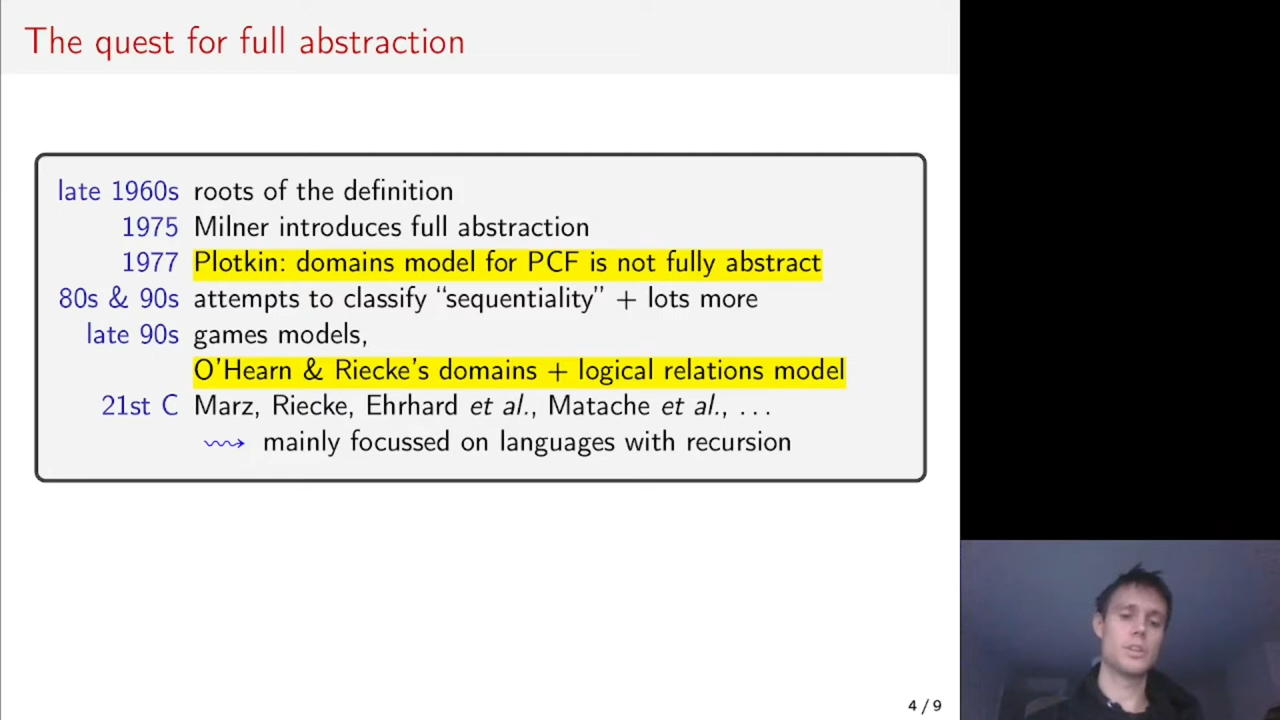 The quest for full abstraction
late 1960s roots of the definition
1975 Milner introduces full abstraction
1977 Plotkin: domains model for PCF is not fully abstract
80s & 90s attempts to classify “sequentiality” + lots more
late 90s games models,
O'Hearn & Riecke's domains + logical relations model
21st C Marz, Riecke, Ehrhard et al., Matache et al., . . .
⇝ mainly focussed on languages with recursion
4 / 9